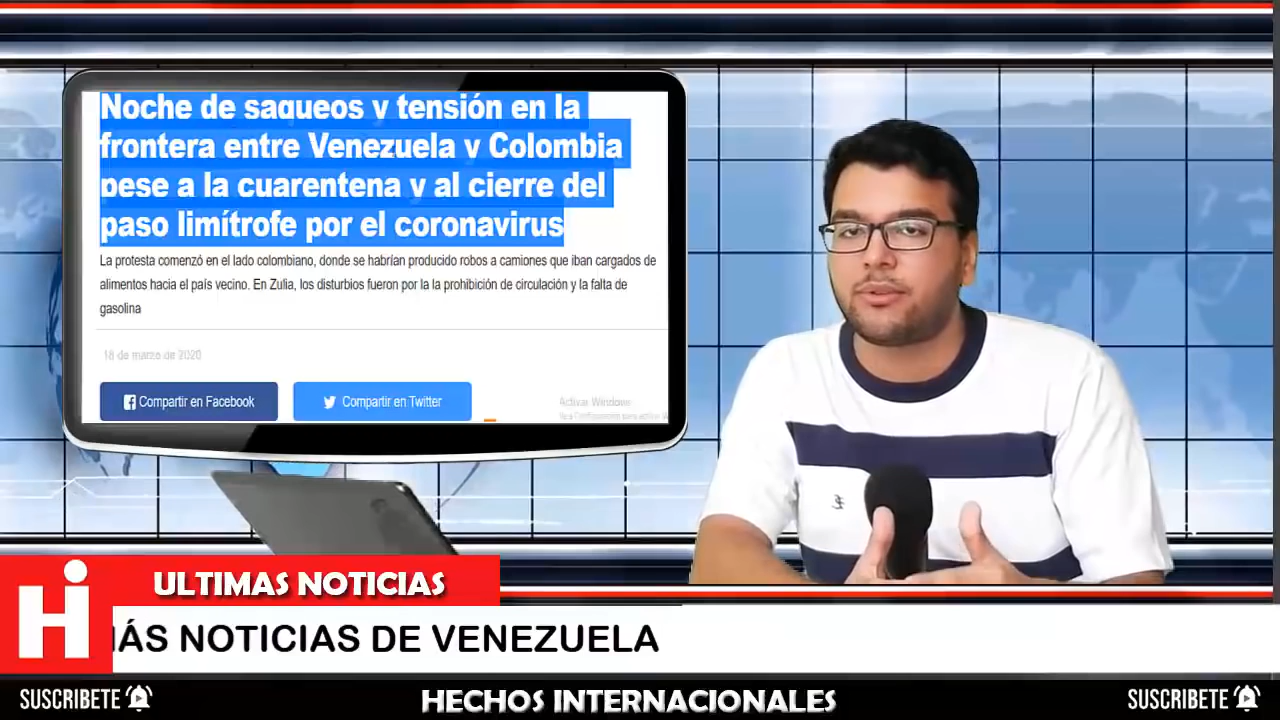 Noche de saqueos y tensión en la
frontera entre Venezuela y Colombia
pese a la cuarentena y al cierre del
paso limítrofe por el coronavirus
La protesta comenzó en el lado colombiano, donde se habrían producido robos a camiones que iban cargados de
alimentos hacia el país vecino. En Zulia, los disturbios fueron por la la prohibición de circulación y la falta de
gasolina
18 de marzo de 2020
Compartir en Facebook
Compartir en Twitter
Activar Windows
Hi
ULTIMAS NOTICIAS
MÁS NOTICIAS DE VENEZUELA
SUSCRIBETE
HECHOS INTERNACIONALES
SUSCRIBETE